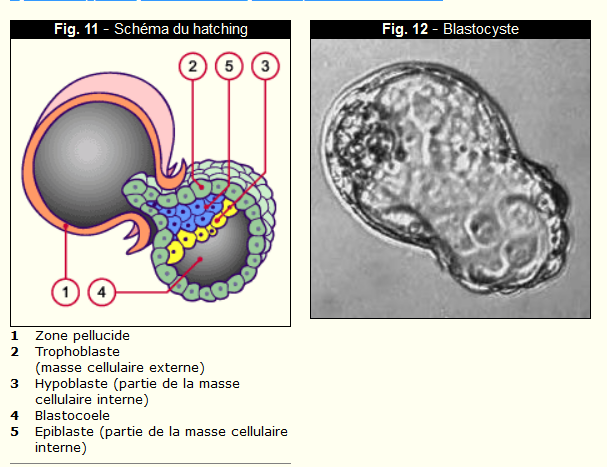 Fig. 11 - Schéma du hatching
2 5 3
1 4
1 Zone pellucide
2 Trophoblaste
(masse cellulaire externe)
3 Hypoblaste (partie de la masse
cellulaire interne)
4 Blastocoele
5 Epiblaste (partie de la masse cellulaire
interne)
Fig. 12 - Blastocyste